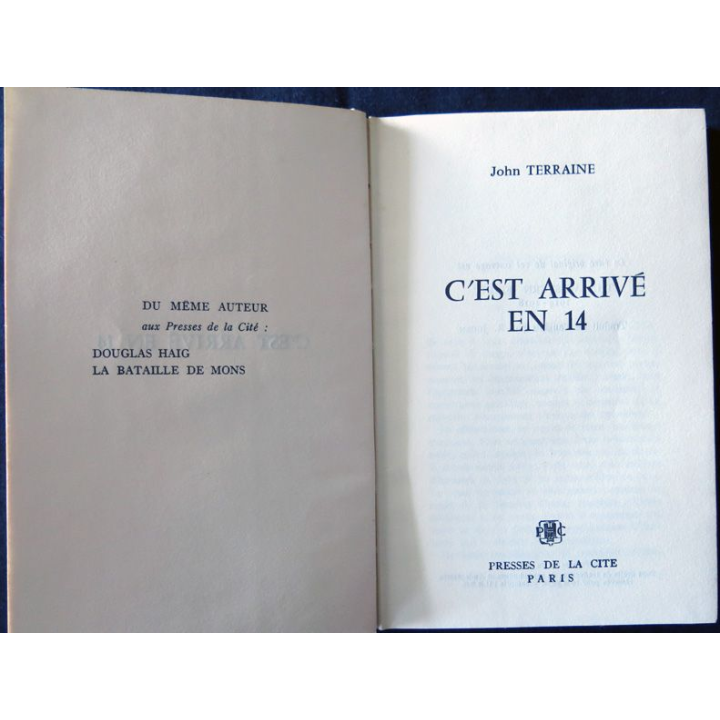 DU MÊME AUTEUR
aux Presses de la Cité :
DOUGLAS HAIG
LA BATAILLE DE MONS
John TERRAINE
C'EST ARRIVÉ
EN 14
PRESSES DE LA CITE
PARIS